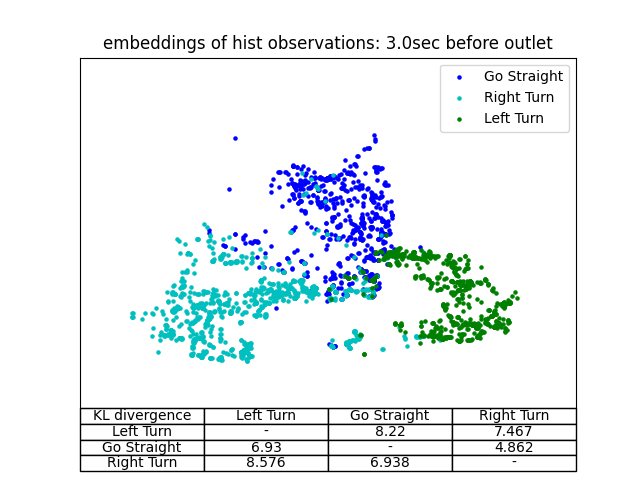 embeddings of hist observations: 3.0sec before outlet
Go Straight
Right Turn
Left Turn
KL divergence Left Turn Go Straight Right Turn
Left Turn - 8.22 7.467
Go Straight 6.93 - 4.862
Right Turn 8.576 6.938 -